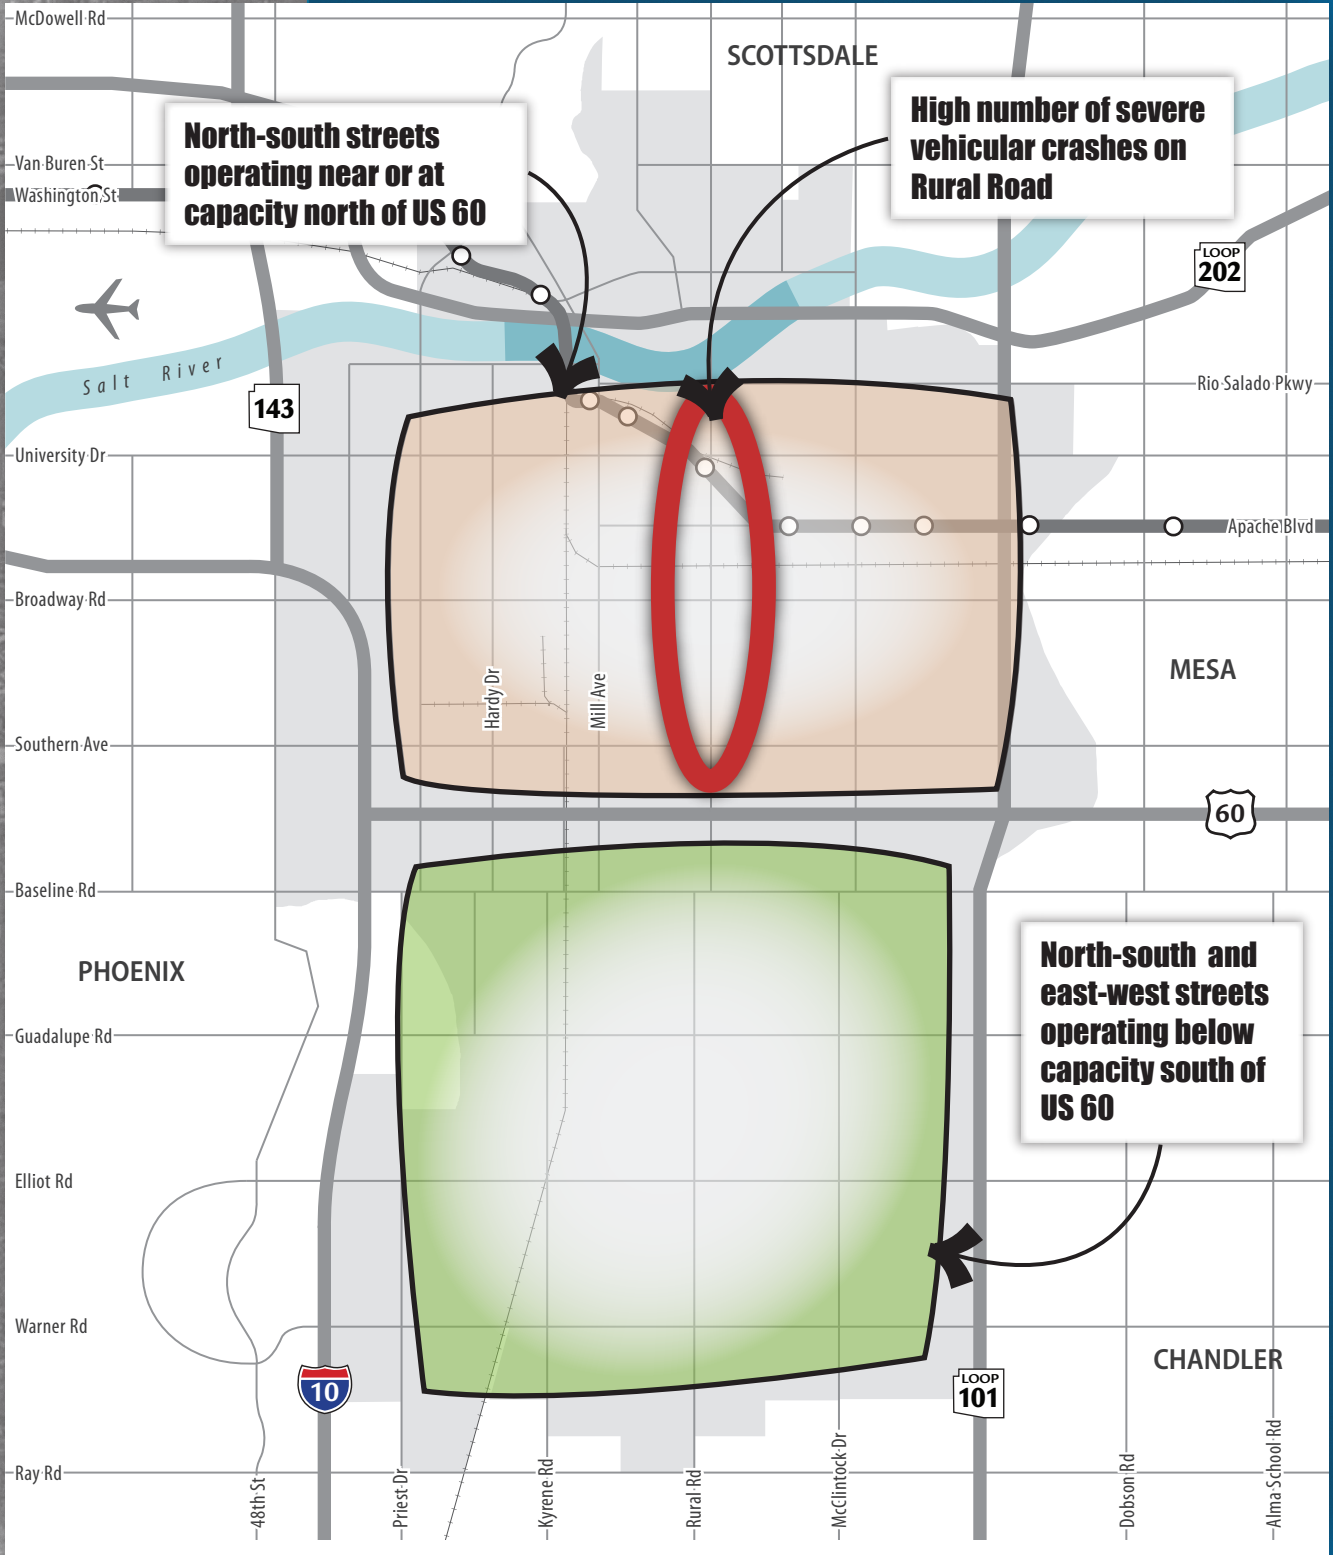 McDowell Rd
SCOTTSDALE
High number of severe
vehicular crashes on
Rural Road
North-south streets
operating near or at
capacity north of US 60
Van Buren St
Washington St
LOOP
202
Salt River
Rio Salado Pkwy
143
University Dr
Apache Blvd
Broadway Rd
MESA
Hardy Dr
Mill Ave
Southern Ave
60
Baseline Rd
North-south and
east-west streets
operating below
capacity south of
US 60
PHOENIX
Guadalupe Rd
Elliot Rd
Warner Rd
CHANDLER
10
LOOP
101
Ray Rd
48th St
Priest Dr
Kyrene Rd
Rural Rd
McClintock Dr
Dobson Rd
Alma School Rd